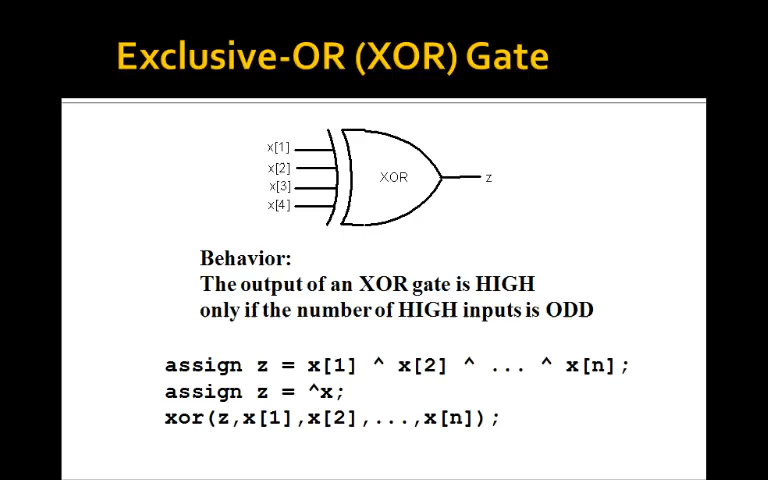 Exclusive-OR (XOR) Gate
x[1]
x[2]
x[3]
x[4]
XOR
z
Behavior:
The output of an XOR gate is HIGH
only if the number of HIGH inputs is ODD
assign z = x[1] ^ x[2] ^ ... ^ x[n];
assign z = ^x;
xor(z,x[1],x[2],...,x[n]);